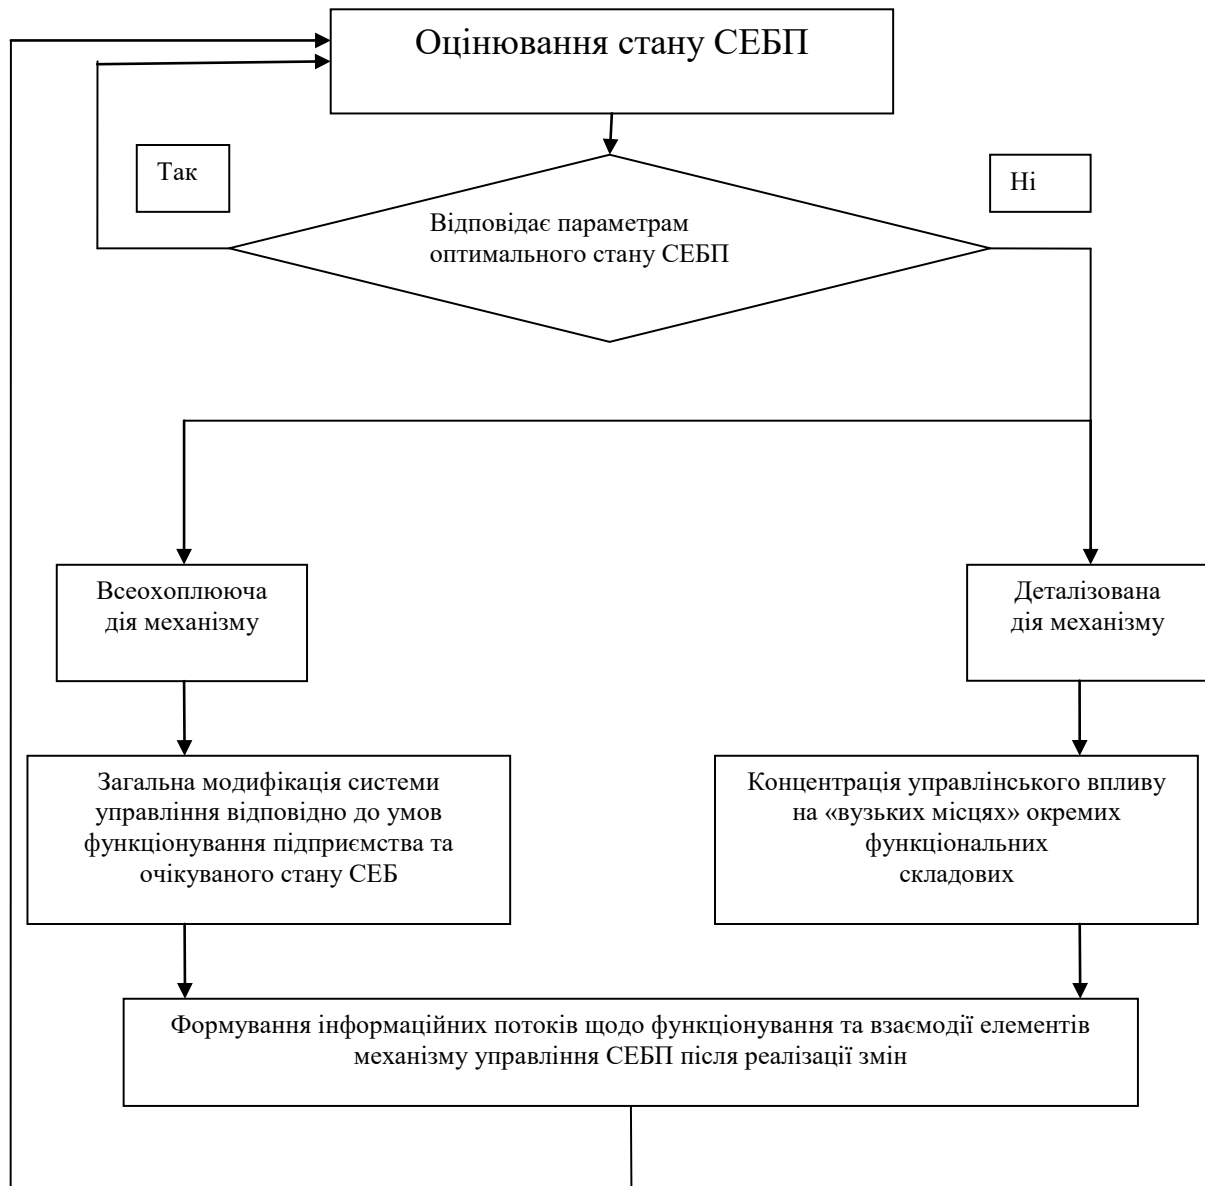 Оцінювання стану СЕБП
Так
Ні
Відповідає параметрам
оптимального стану СЕБП
Всеохоплююча
дія механізму
Деталізована
дія механізму
Загальна модифікація системи
управління відповідно до умов
функціонування підприємства та
очікуваного стану СЕБ
Концентрація управлінського впливу
на «вузьких місцях» окремих
функціональних
складових
Формування інформаційних потоків щодо функціонування та взаємодії елементів
механізму управління СЕБП після реалізації змін